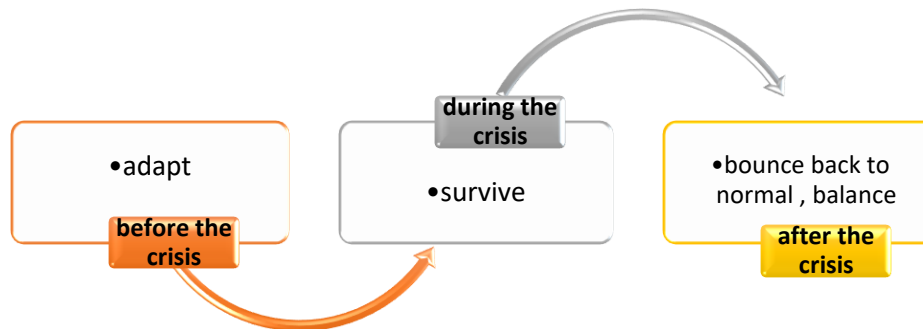 •adapt
before the
crisis
during the
crisis
•survive
•bounce back to
normal , balance
after the
crisis